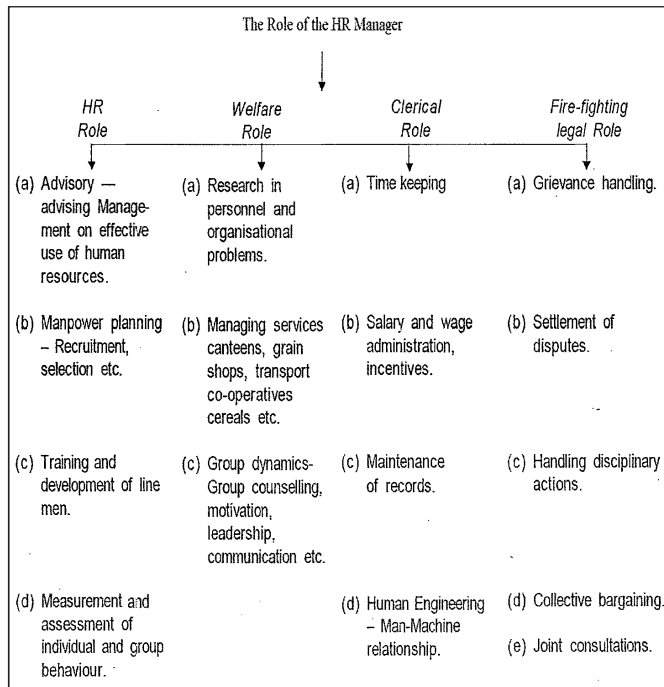 The Role of the HR Manager
HR
Role
Welfare
Role
Clerical
Role
Fire-fighting
legal Role
(a) Advisory —
advising Manage-
ment on effective
use of human
resources.
(a) Research in
personnel and
organisational
problems.
(a) Time keeping
(a) Grievance handling.
(b) Manpower planning
– Recruitment,
selection etc.
(b) Managing services
canteens, grain
shops, transport
co-operatives
cereals etc.
(b) Salary and wage
administration,
incentives.
(b) Settlement of
disputes.
(c) Training and
development of line
men.
(c) Group dynamics-
Group counselling,
motivation,
leadership,
communication etc.
(c) Maintenance
of records.
(c) Handling disciplinary
actions.
(d) Measurement and
assessment of
individual and group
behaviour.
(d) Human Engineering
– Man-Machine
relationship.
(d) Collective bargaining.
(e) Joint consultations.